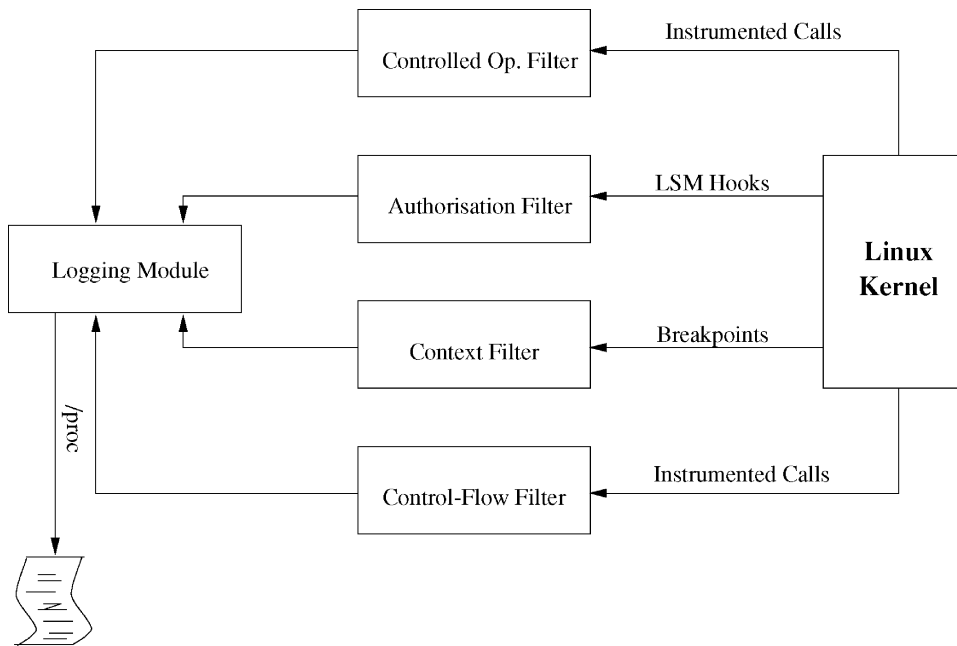 Instrumented Calls
Controlled Op. Filter
LSM Hooks
Authorisation Filter
Linux
Kernel
Logging Module
Breakpoints
Context Filter
/proc
Instrumented Calls
Control-Flow Filter